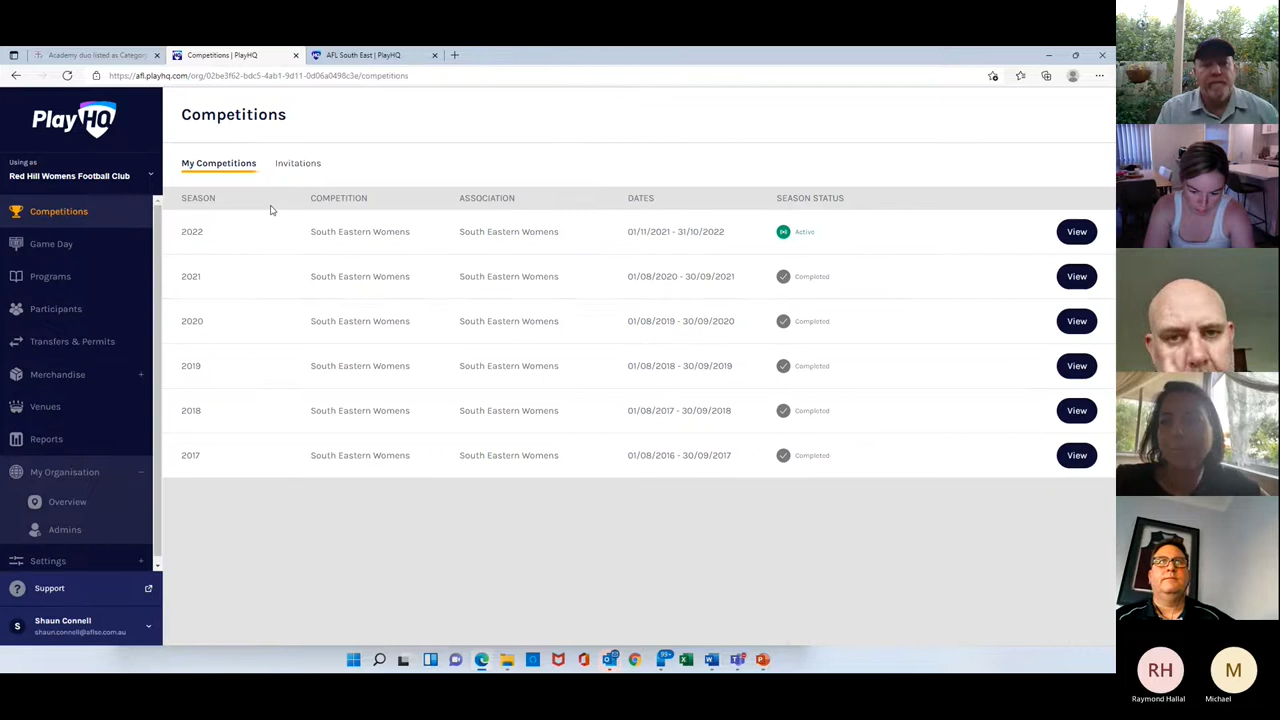 Academy duo listed as Category
Competitions | PlayHQ
AFL South East | PlayHQ
https://afl.playhq.com/org/02be3f62-bdc5-4ab1-9d11-0d06a0498c3e/competitions
PlayHQ
Using as
Red Hill Womens Football Club
Competitions
Game Day
Programs
Participants
Transfers & Permits
Merchandise +
Venues
Reports
My Organisation −
Overview
Admins
Settings +
Support
S
Shaun Connell
shaun.connell@aflse.com.au
Competitions
My Competitions Invitations
SEASON COMPETITION ASSOCIATION DATES SEASON STATUS
2022 South Eastern Womens South Eastern Womens 01/11/2021 - 31/10/2022 Active View
2021 South Eastern Womens South Eastern Womens 01/08/2020 - 30/09/2021 Completed View
2020 South Eastern Womens South Eastern Womens 01/08/2019 - 30/09/2020 Completed View
2019 South Eastern Womens South Eastern Womens 01/08/2018 - 30/09/2019 Completed View
2018 South Eastern Womens South Eastern Womens 01/08/2017 - 30/09/2018 Completed View
2017 South Eastern Womens South Eastern Womens 01/08/2016 - 30/09/2017 Completed View
99+
RH M
Raymond Hallal Michael